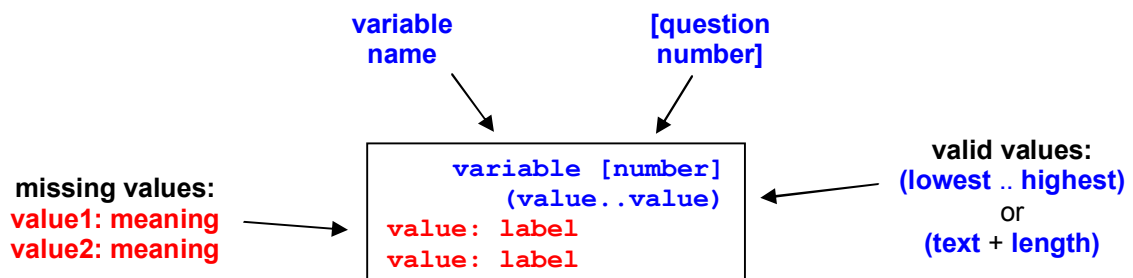 variable
name
[question
number]
variable [number]
(value..value)
value: label
value: label
missing values:
value1: meaning
value2: meaning
valid values:
(lowest .. highest)
or
(text + length)